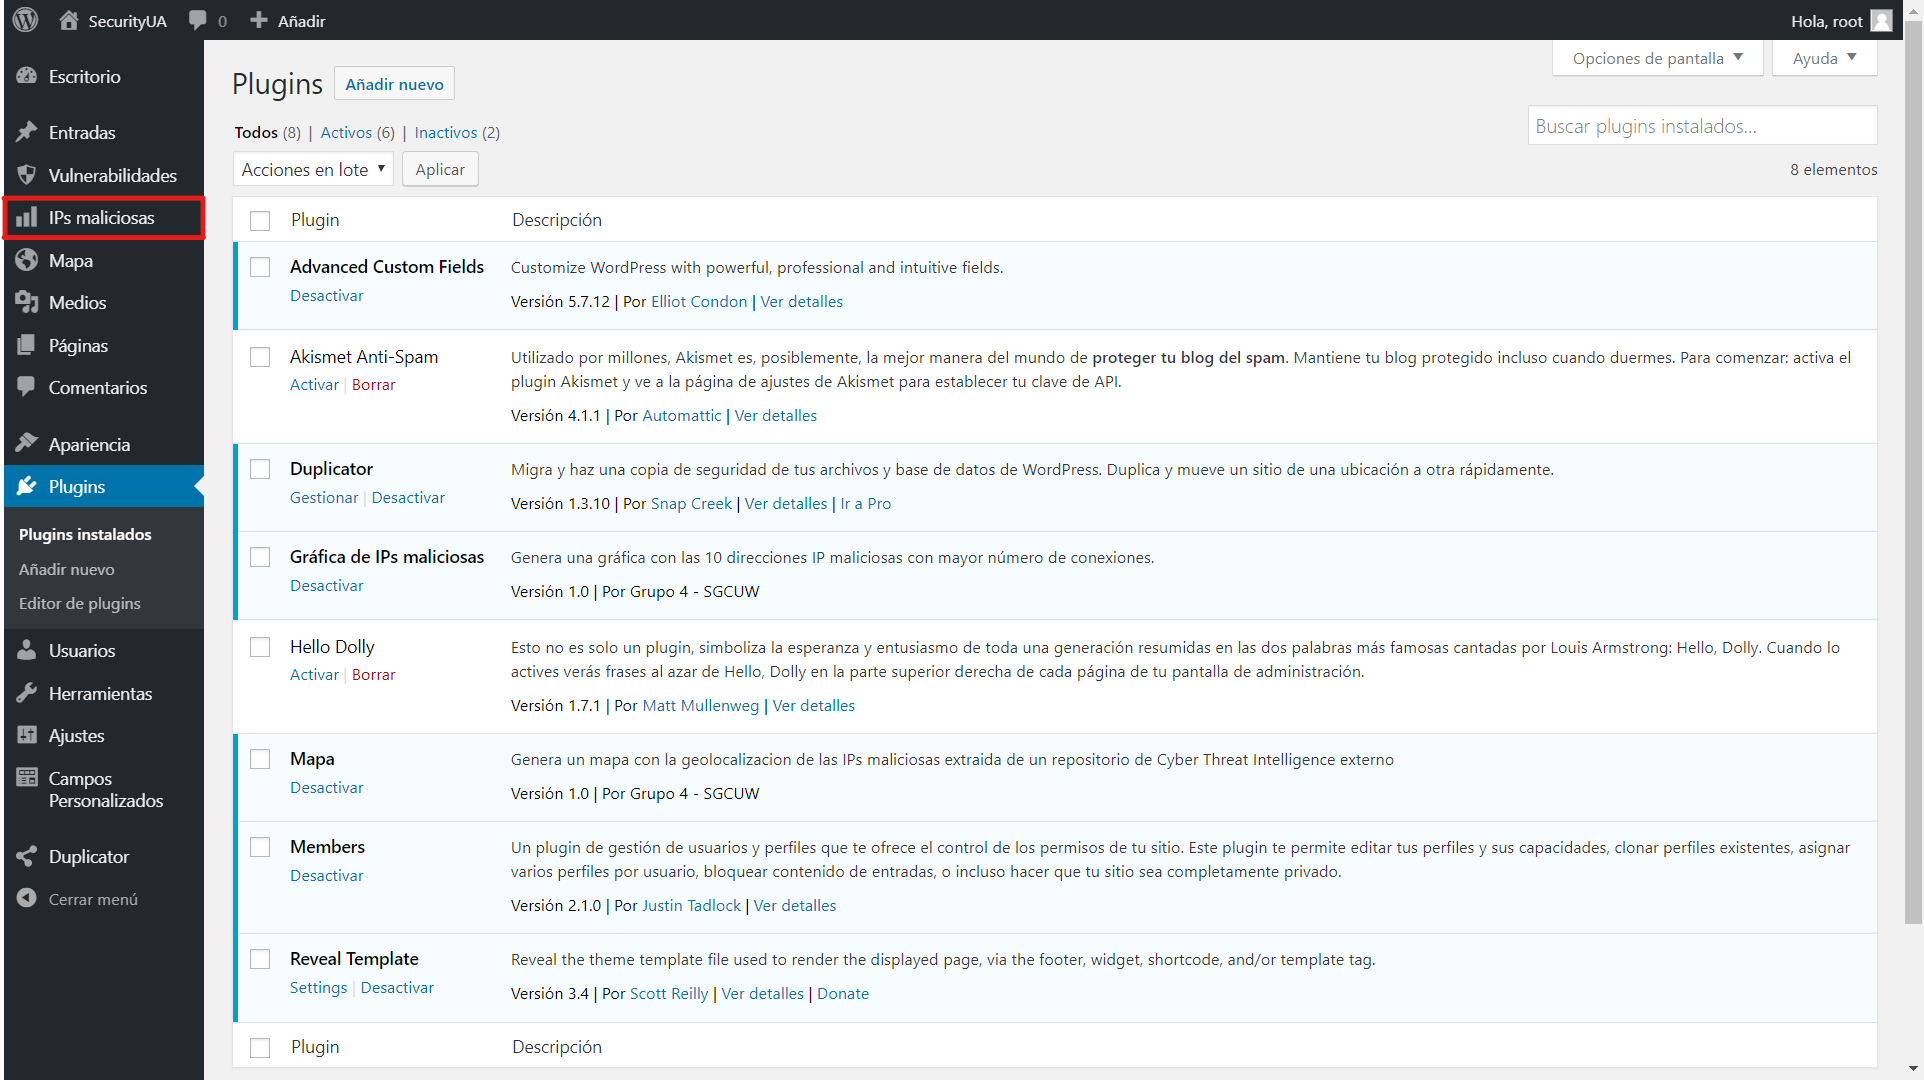 SecurityUA 0 Añadir Hola, root
Escritorio
Entradas
Vulnerabilidades
IPs maliciosas
Mapa
Medios
Páginas
Comentarios
Apariencia
Plugins
Plugins instalados
Añadir nuevo
Editor de plugins
Usuarios
Herramientas
Ajustes
Campos
Personalizados
Duplicator
Cerrar menú
Opciones de pantalla Ayuda
Plugins Añadir nuevo
Todos (8) | Activos (6) | Inactivos (2)
Buscar plugins instalados...
Acciones en lote Aplicar
8 elementos
Plugin Descripción
Advanced Custom Fields Customize WordPress with powerful, professional and intuitive fields.
Desactivar Versión 5.7.12 | Por Elliot Condon | Ver detalles
Akismet Anti-Spam Utilizado por millones, Akismet es, posiblemente, la mejor manera del mundo de proteger tu blog del spam. Mantiene tu blog protegido incluso cuando duermes. Para comenzar: activa el
Activar | Borrar plugin Akismet y ve a la página de ajustes de Akismet para establecer tu clave de API.
Versión 4.1.1 | Por Automattic | Ver detalles
Duplicator Migra y haz una copia de seguridad de tus archivos y base de datos de WordPress. Duplica y mueve un sitio de una ubicación a otra rápidamente.
Gestionar | Desactivar Versión 1.3.10 | Por Snap Creek | Ver detalles | Ir a Pro
Gráfica de IPs maliciosas Genera una gráfica con las 10 direcciones IP maliciosas con mayor número de conexiones.
Desactivar Versión 1.0 | Por Grupo 4 - SGCUW
Hello Dolly Esto no es solo un plugin, simboliza la esperanza y entusiasmo de toda una generación resumidas en las dos palabras más famosas cantadas por Louis Armstrong: Hello, Dolly. Cuando lo
Activar | Borrar actives verás frases al azar de Hello, Dolly en la parte superior derecha de cada página de tu pantalla de administración.
Versión 1.7.1 | Por Matt Mullenweg | Ver detalles
Mapa Genera un mapa con la geolocalizacion de las IPs maliciosas extraida de un repositorio de Cyber Threat Intelligence externo
Desactivar Versión 1.0 | Por Grupo 4 - SGCUW
Members Un plugin de gestión de usuarios y perfiles que te ofrece el control de los permisos de tu sitio. Este plugin te permite editar tus perfiles y sus capacidades, clonar perfiles existentes, asignar
Desactivar varios perfiles por usuario, bloquear contenido de entradas, o incluso hacer que tu sitio sea completamente privado.
Versión 2.1.0 | Por Justin Tadlock | Ver detalles
Reveal Template Reveal the theme template file used to render the displayed page, via the footer, widget, shortcode, and/or template tag.
Settings | Desactivar Versión 3.4 | Por Scott Reilly | Ver detalles | Donate
Plugin Descripción